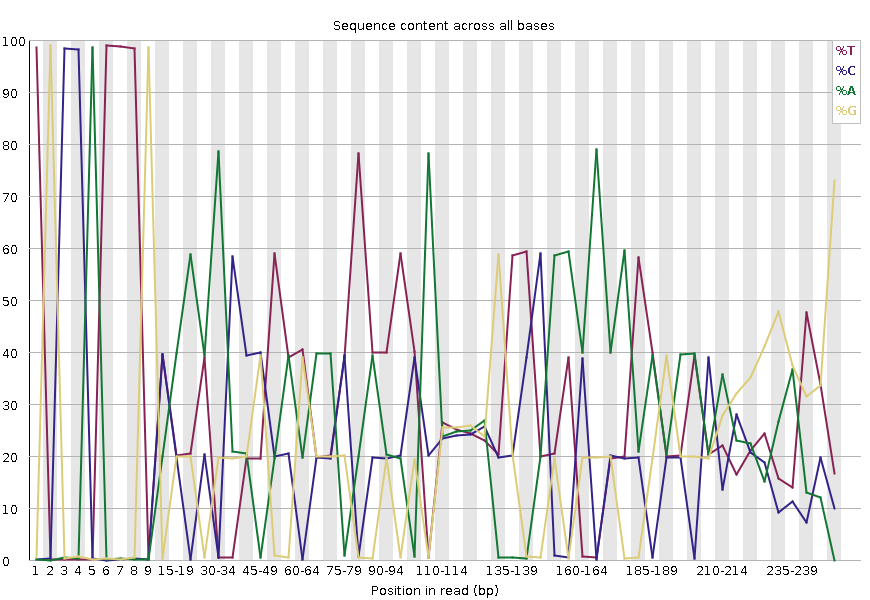 Sequence content across all bases
100
90
80
70
60
50
40
30
20
10
0
%T
%C
%A
%G
1 2 3 4 5 6 7 8 9 15-19 30-34 45-49 60-64 75-79 90-94 110-114 135-139 160-164 185-189 210-214 235-239
Position in read (bp)